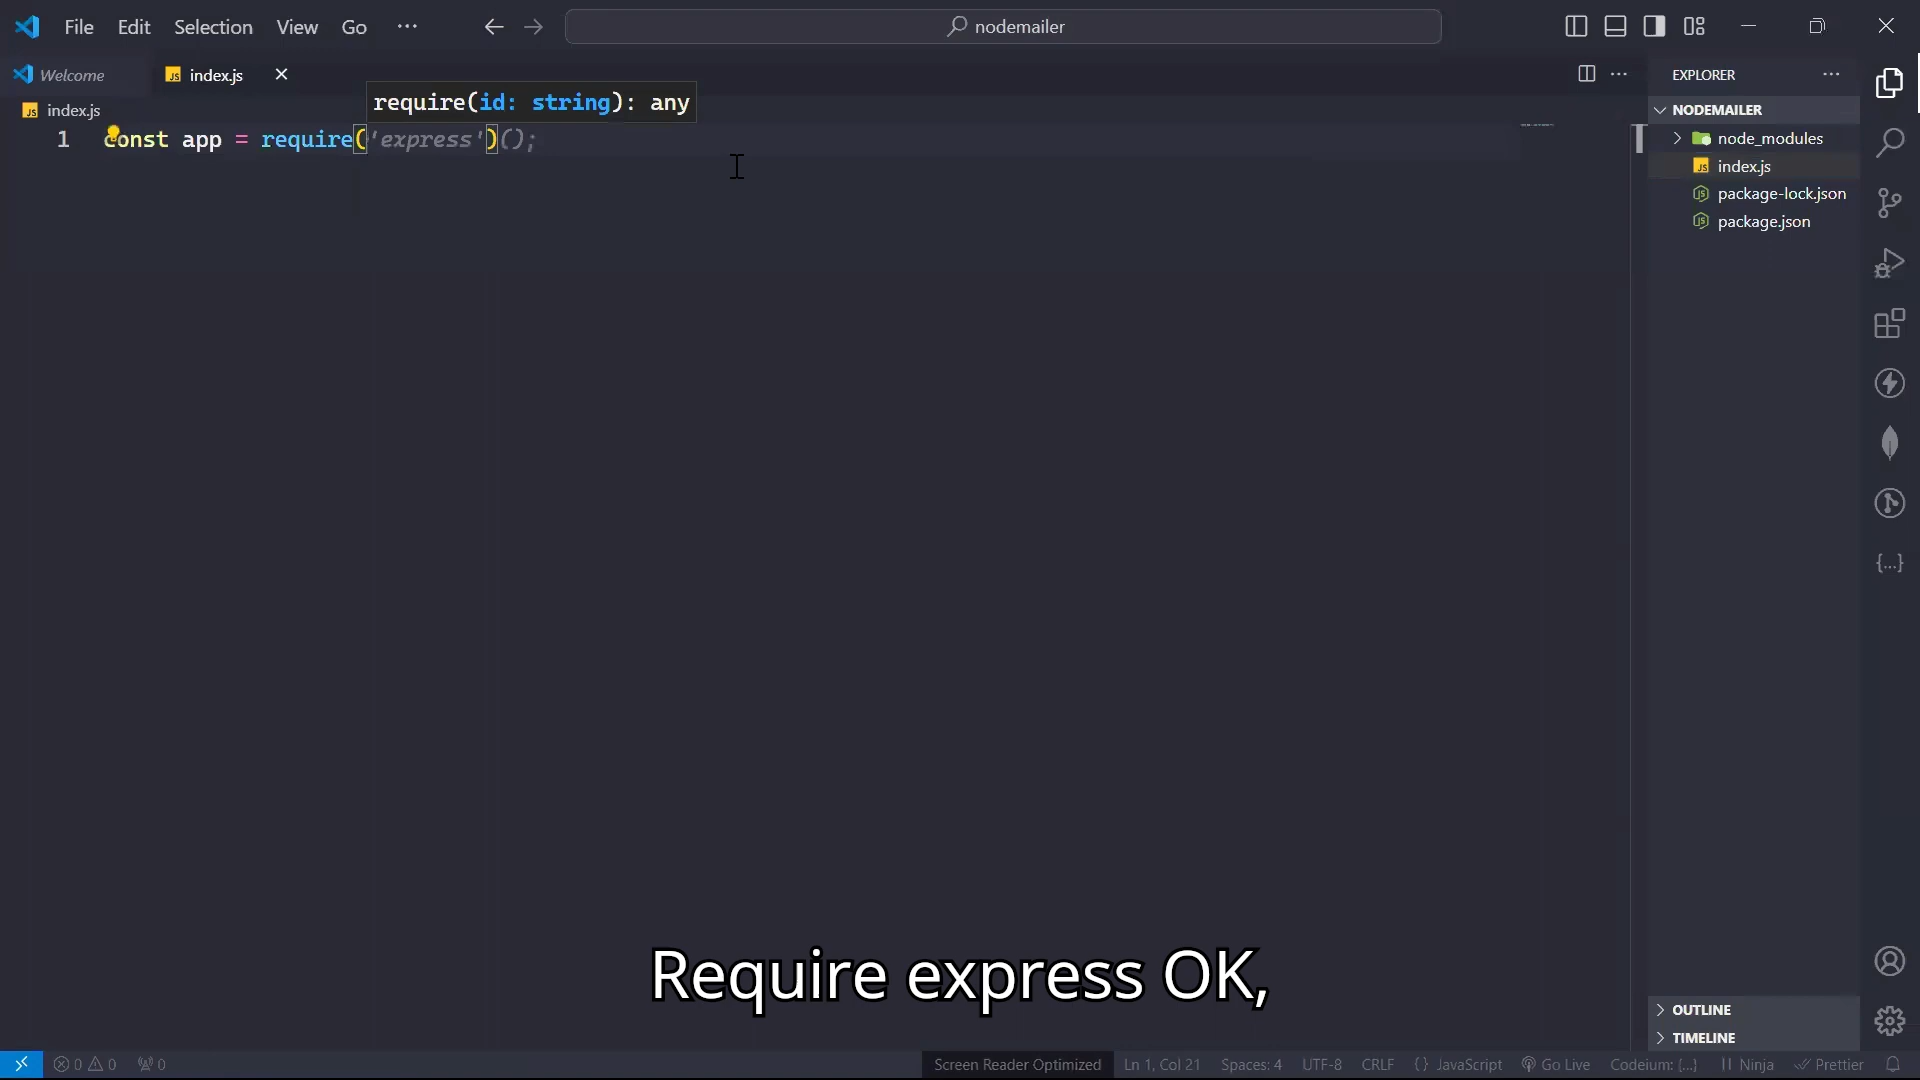 File Edit Selection View Go ···
nodemailer
Welcome
index.js
EXPLORER
index.js
require(id: string): any
NODEMAILER
1 const app = require('express')();
node_modules
index.js
package-lock.json
package.json
Require express OK,
OUTLINE
TIMELINE
0 0 0 Screen Reader Optimized Ln 1, Col 21 Spaces: 4 UTF-8 CRLF {} JavaScript Go Live Codeium: {...} Ninja Prettier